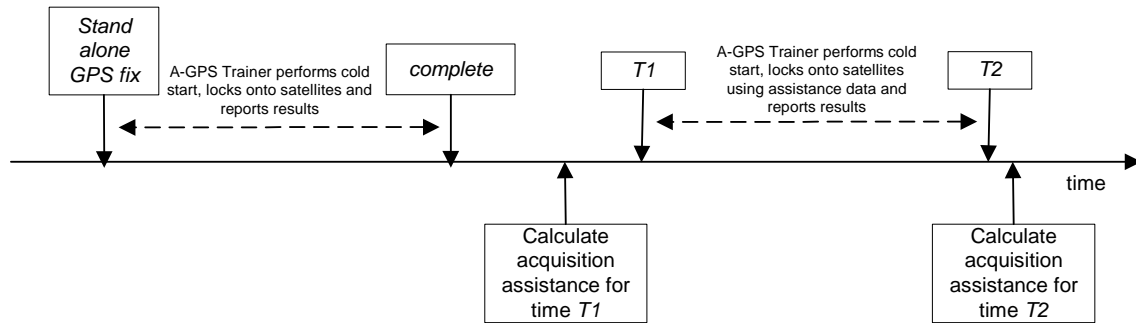 Stand
alone
GPS fix
A-GPS Trainer performs cold
start, locks onto satellites and
reports results
complete
T1
A-GPS Trainer performs cold
start, locks onto satellites
using assistance data and
reports results
T2
time
Calculate
acquisition
assistance for
time T1
Calculate
acquisition
assistance for
time T2